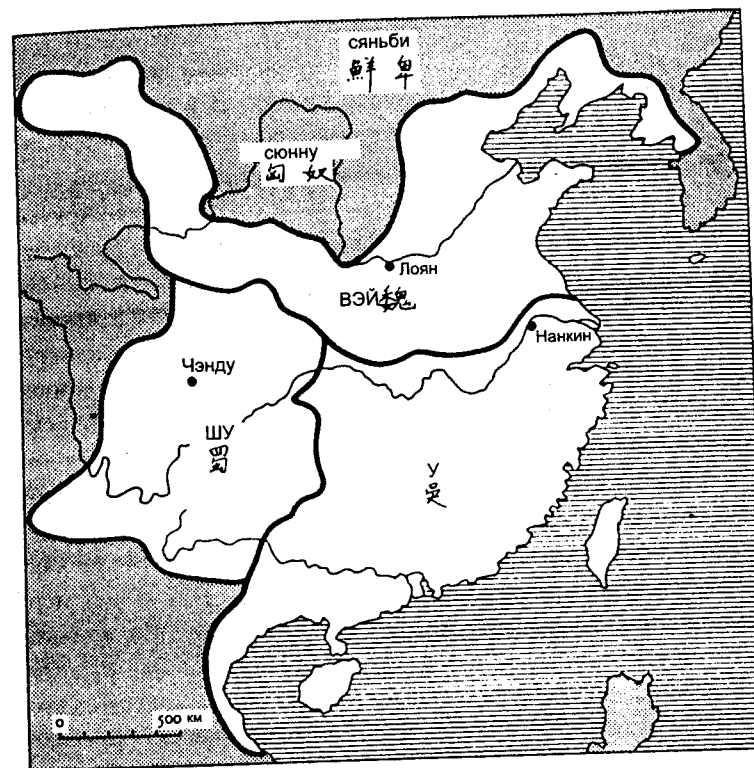 сяньби
鮮卑
сюнну
匈奴
Лоян
ВЭЙ魏
Нанкин
Чэнду
ШУ
蜀
У
吳
0 500 км